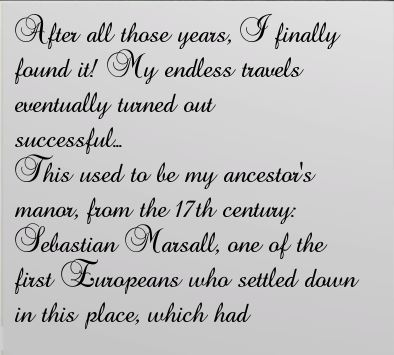 After all those years, I finally
found it! My endless travels
eventually turned out
successful...
This used to be my ancestor's
manor, from the 17th century:
Sebastian Marsall, one of the
first Europeans who settled down
in this place, which had